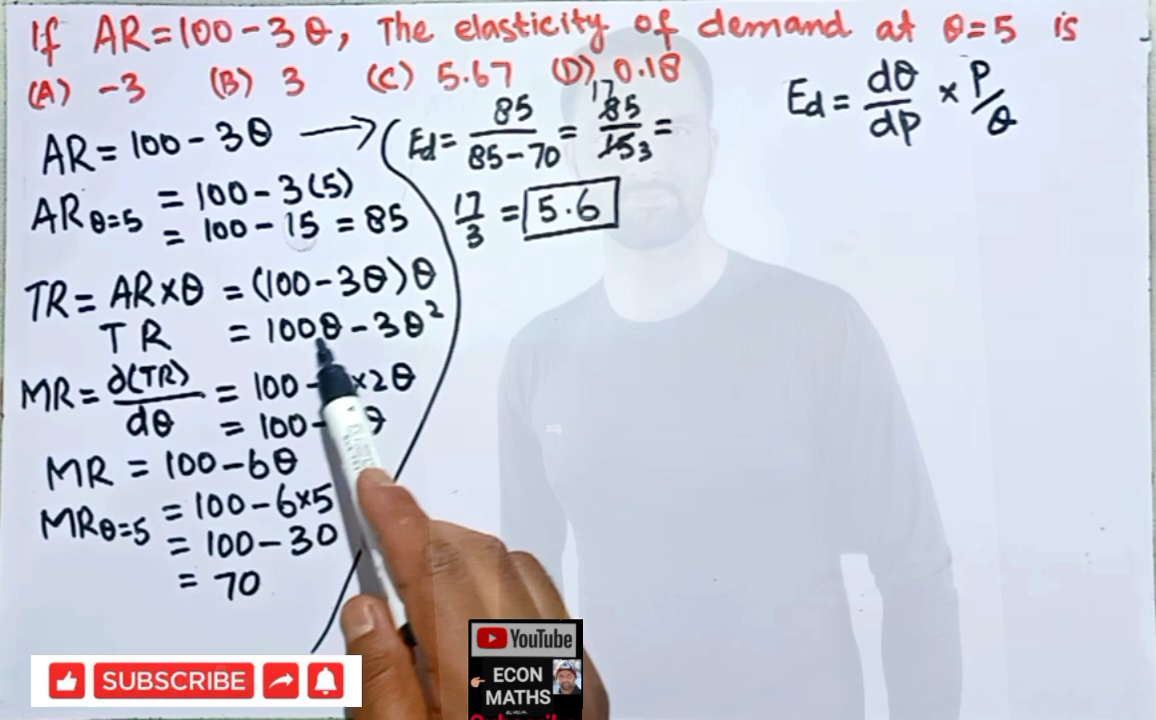 If AR=100-3θ, The elasticity of demand at θ=5 is
(A) -3 (B) 3 (C) 5.67 (D) 0.18
AR=100-3θ →
AR θ=5 = 100-3(5)
= 100-15 = 85
TR= AR×θ = (100-3θ)θ
TR = 100θ-3θ²
MR= d(TR)/dθ = 100- ×2θ
= 100- θ
MR = 100-6θ
MRθ=5 = 100-6×5
= 100-30
= 70
Ed= 85/85-70 = 17 85/15 3 =
17/3 = 5.6
Ed= dθ/dp × P/θ
SUBSCRIBE
YouTube
ECON
MATHS